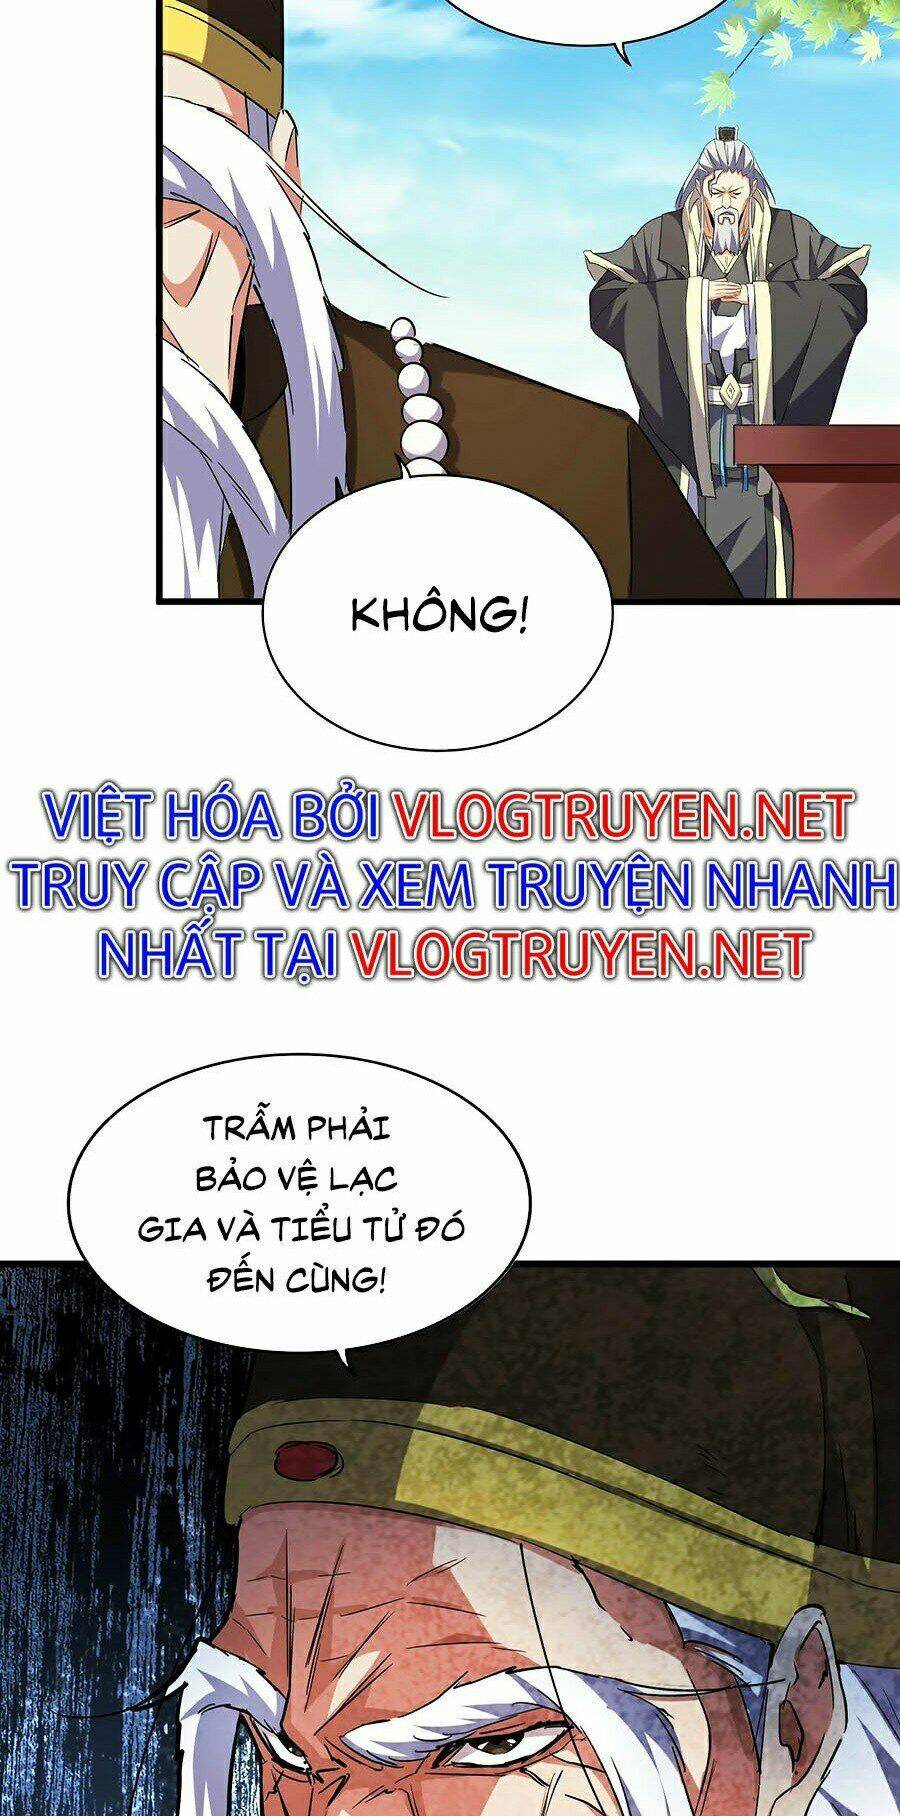 KHÔNG!
VIỆT HÓA BỞI VLOGTRUYEN.NET
TRUY CẬP VÀ XEM TRUYỆN NHANH
NHẤT TẠI VLOGTRUYEN.NET
TRẪM PHẢI
BẢO VỆ LẠC
GIA VÀ TIỂU TỬ ĐÓ
ĐẾN CÙNG!